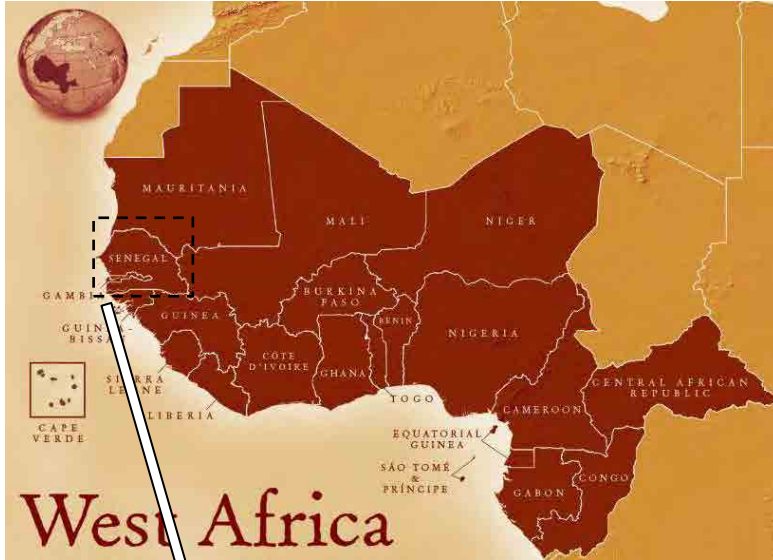 MAURITANIA
MALI
NIGER
SENEGAL
GAMBI
BURKINA
FASO
GUINEA
GUINEA-
BISSA
BENIN
NIGERIA
CÔTE
D'IVOIRE
GHANA
SIERRA
LEONE
LIBERIA
TOGO
CENTRAL AFRICAN
REPUBLIC
CAMEROON
CAPE
VERDE
EQUATORIAL
GUINEA
SÃO TOMÉ
&
PRÍNCIPE
GABON
CONGO
West Africa